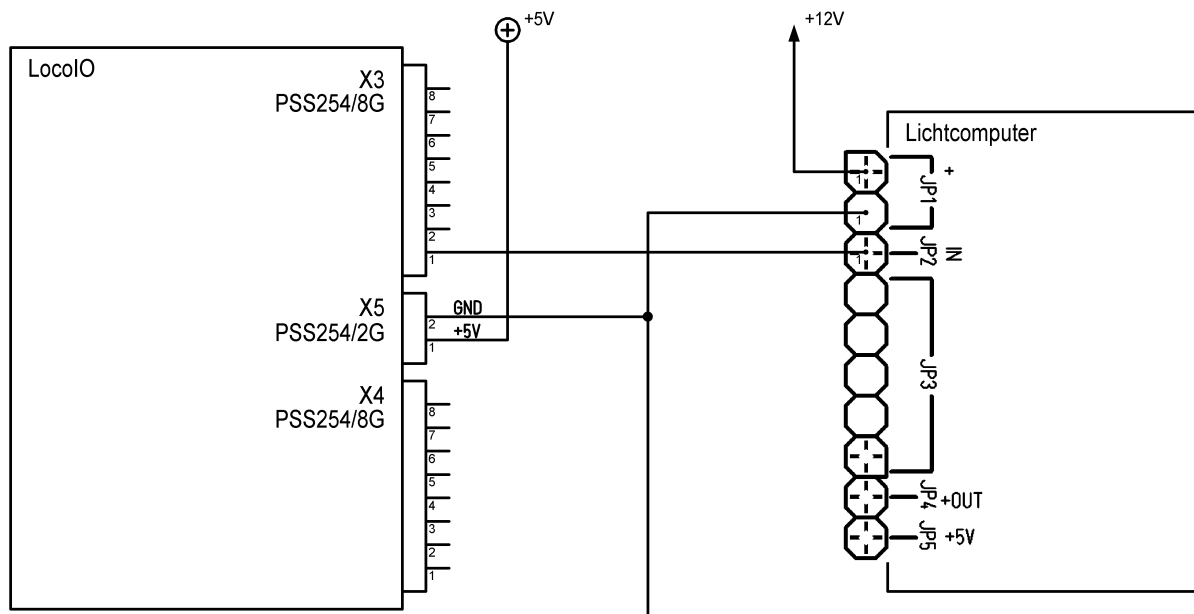 +5V
+12V
LocoIO
X3
PSS254/8G
8
7
6
5
4
3
2
1
X5
PSS254/2G
GND
2
+5V
1
X4
PSS254/8G
8
7
6
5
4
3
2
1
Lichtcomputer
1
+
JP1
1
1
JP2
IN
JP3
JP4
+OUT
JP5
+5V